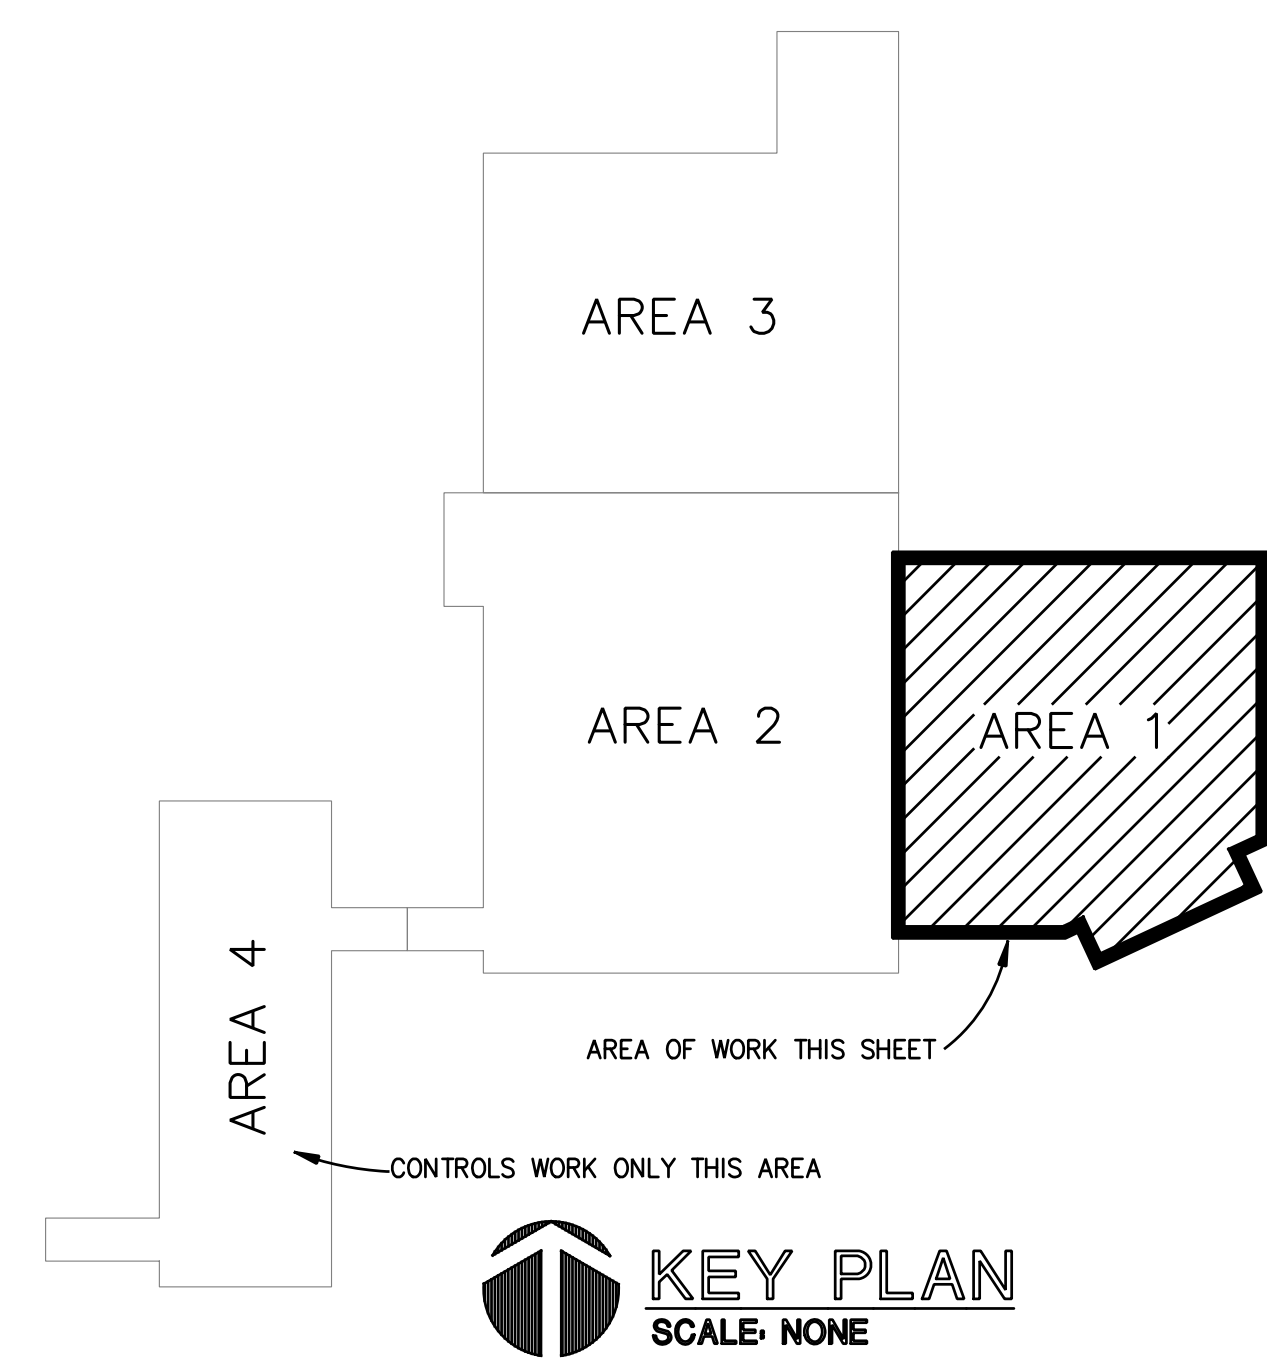 AREA 3
AREA 2
AREA 1
AREA 4
AREA OF WORK THIS SHEET
CONTROLS WORK ONLY THIS AREA
KEY PLAN
SCALE: NONE